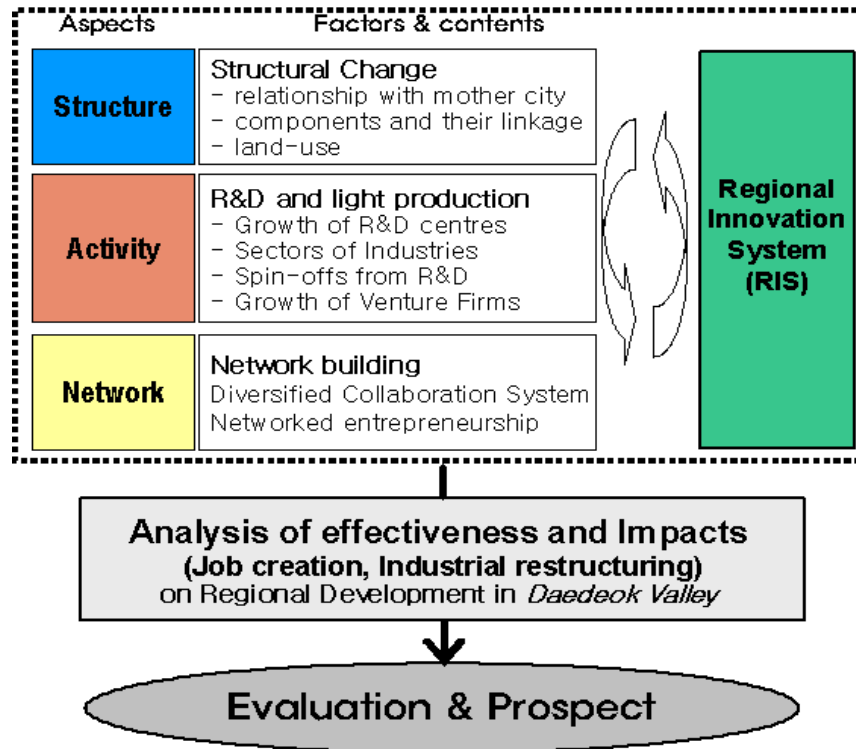 Aspects
Factors & contents
Structure
Structural Change
- relationship with mother city
- components and their linkage
- land-use
Activity
R&D and light production
- Growth of R&D centres
- Sectors of Industries
- Spin-offs from R&D
- Growth of Venture Firms
Network
Network building
Diversified Collaboration System
Networked entrepreneurship
Regional
Innovation
System
(RIS)
Analysis of effectiveness and Impacts
(Job creation, Industrial restructuring)
on Regional Development in Daedeok Valley
Evaluation & Prospect